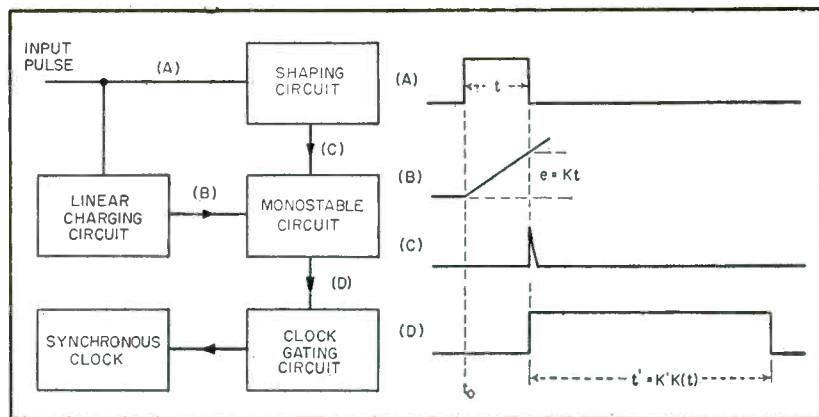 INPUT
PULSE
(A)
SHAPING
CIRCUIT
(C)
LINEAR
CHARGING
CIRCUIT
(B)
MONOSTABLE
CIRCUIT
(D)
SYNCHRONOUS
CLOCK
CLOCK
GATING
CIRCUIT
(A)
t
(B)
e = Kt
(C)
(D)
t₀
t' = K'K(t)